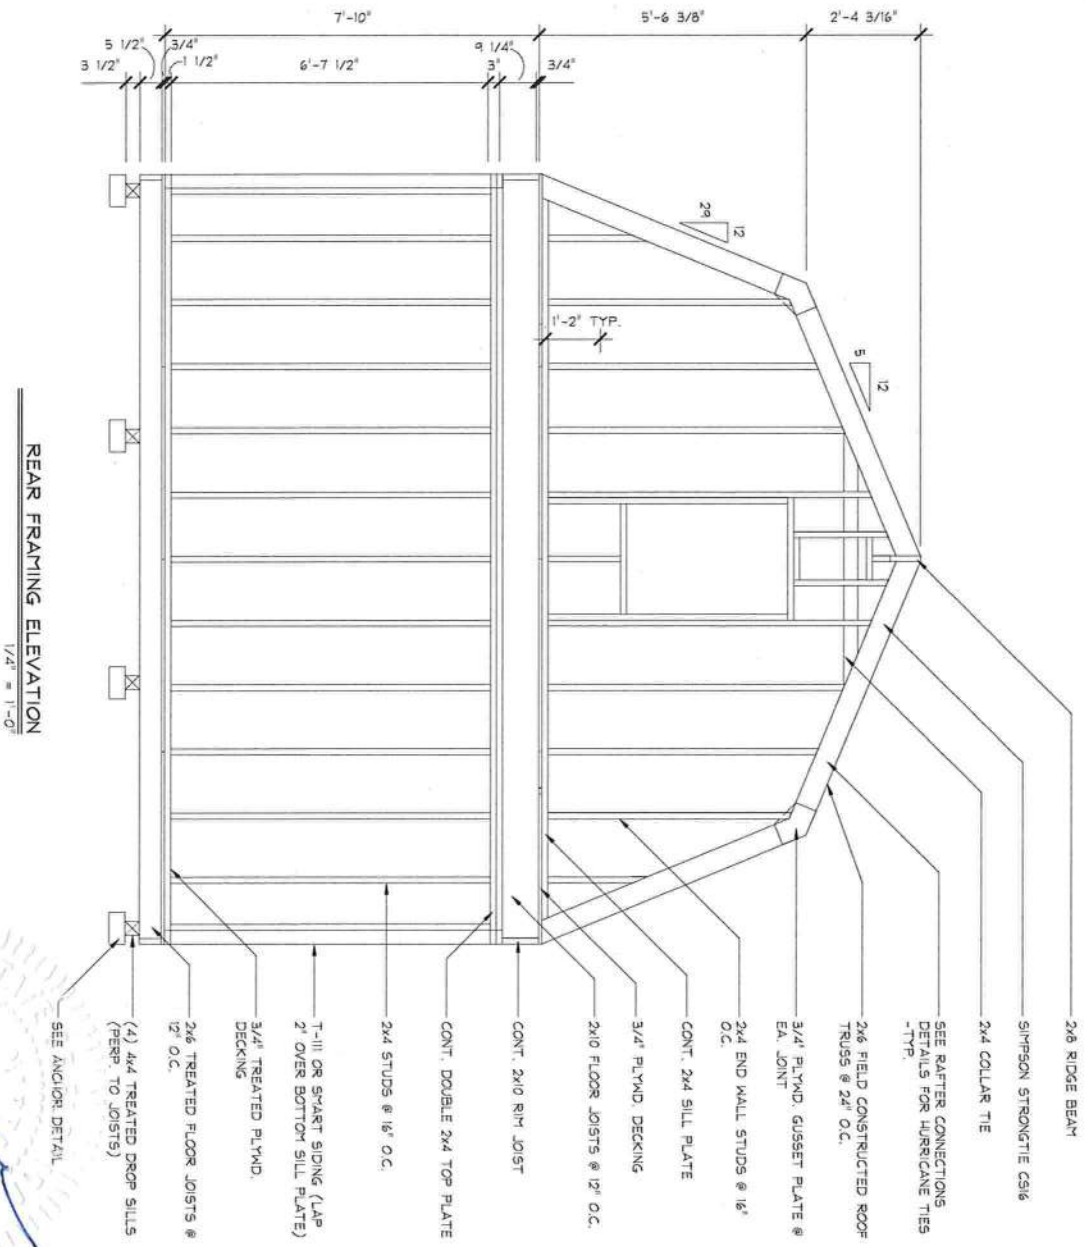 7'-10"
5'-6 3/8"
2'-4 3/16"
3 1/2"
5 1/2"
3/4"
1 1/2"
6'-7 1/2"
3"
9 1/4"
3/4"
29
12
5
12
1'-2" TYP.
2x8 RIDGE BEAM
SIMPSON STRONGTIE CS16
2x4 COLLAR TIE
SEE RAFTER CONNECTIONS
DETAILS FOR HURRICANE TIES
-TYP.
2x6 FIELD CONSTRUCTED ROOF
TRUSS @ 24" O.C.
3/4" PLYWD. GUSSET PLATE @
EA. JOINT
2x4 END WALL STUDS @ 16"
O.C.
CONT. 2x4 SILL PLATE
3/4" PLYWD. DECKING
2x10 FLOOR JOISTS @ 12" O.C.
CONT. 2x10 RIM JOIST
CONT. DOUBLE 2x4 TOP PLATE
2x4 STUDS @ 16" O.C.
T-111 OR SMART SIDING (LAP
2" OVER BOTTOM SILL PLATE)
3/4" TREATED PLYWD.
DECKING
2x6 TREATED FLOOR JOISTS @
12" O.C.
(4) 4x4 TREATED DROP SILLS
(PERP. TO JOISTS)
SEE ANCHOR DETAIL
REAR FRAMING ELEVATION
1/4" = 1'-0"